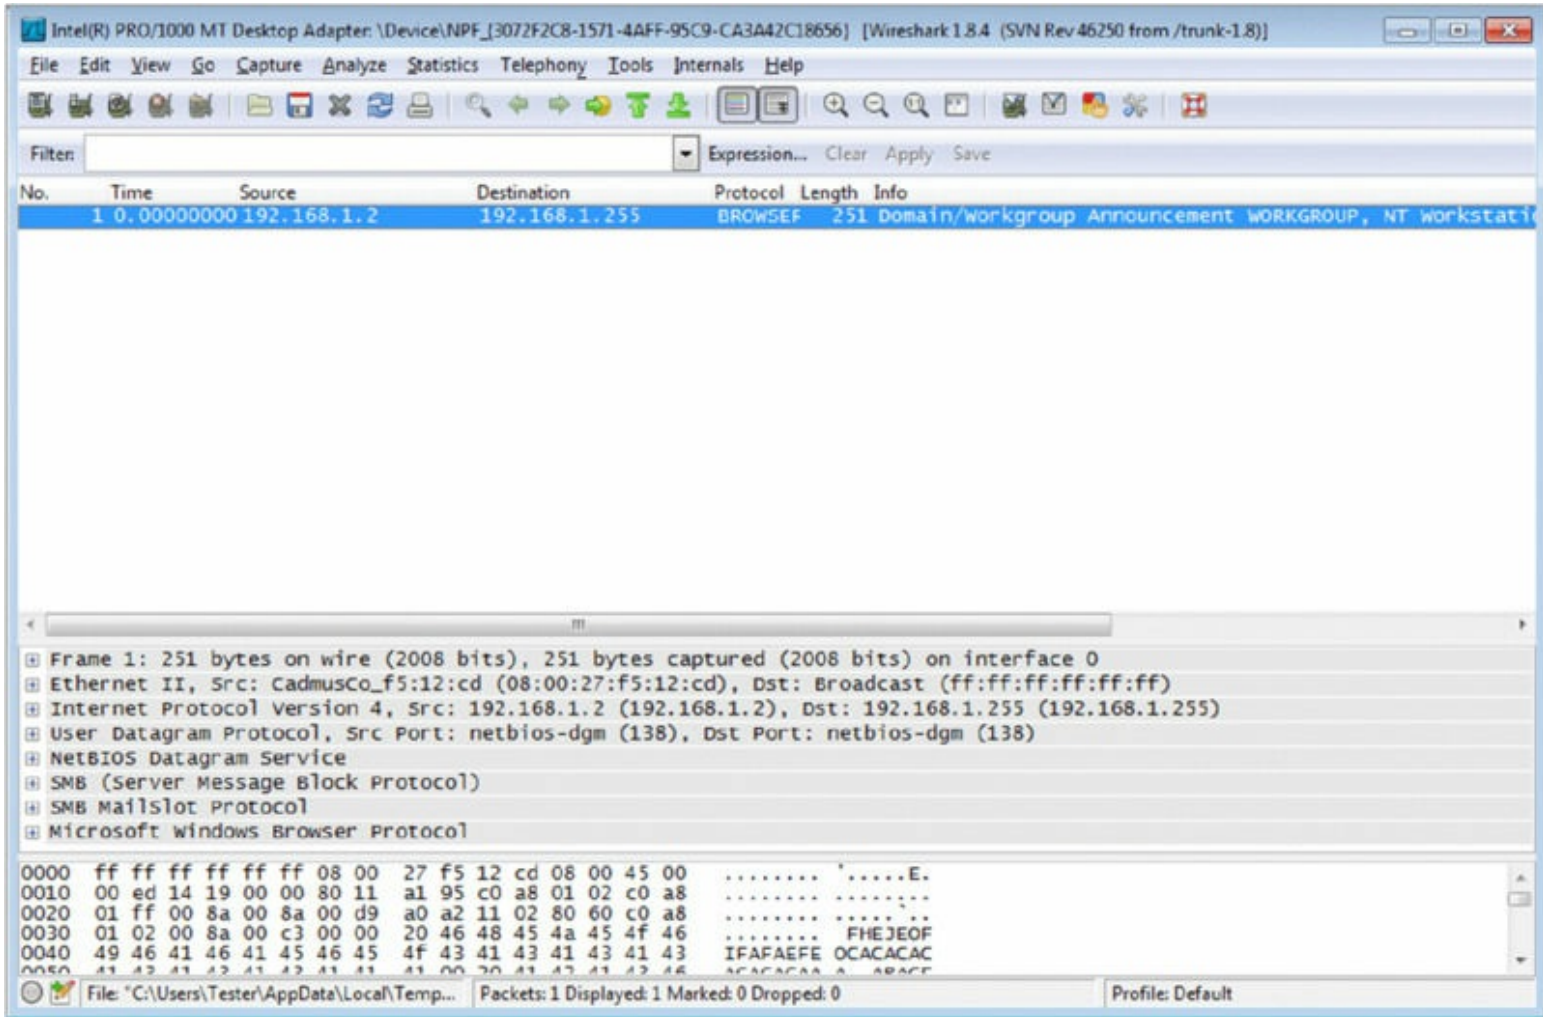 Intel(R) PRO/1000 MT Desktop Adapter: \Device\NPF_{3072F2C8-1571-4AFF-95C9-CA3A42C18656} [Wireshark 1.8.4 (SVN Rev 46250 from /trunk-1.8)]
File Edit View Go Capture Analyze Statistics Telephony Tools Internals Help
Filter: Expression... Clear Apply Save
No. Time Source Destination Protocol Length Info
1 0.00000000 192.168.1.2 192.168.1.255 BROWSER 251 Domain/Workgroup Announcement WORKGROUP, NT Workstatio
Frame 1: 251 bytes on wire (2008 bits), 251 bytes captured (2008 bits) on interface 0
Ethernet II, Src: CadmusCo_f5:12:cd (08:00:27:f5:12:cd), Dst: Broadcast (ff:ff:ff:ff:ff:ff)
Internet Protocol Version 4, Src: 192.168.1.2 (192.168.1.2), Dst: 192.168.1.255 (192.168.1.255)
User Datagram Protocol, Src Port: netbios-dgm (138), Dst Port: netbios-dgm (138)
NetBIOS Datagram Service
SMB (Server Message Block Protocol)
SMB MailSlot Protocol
Microsoft Windows Browser Protocol
0000 ff ff ff ff ff ff 08 00 27 f5 12 cd 08 00 45 00 ........ '.....E.
0010 00 ed 14 19 00 00 80 11 a1 95 c0 a8 01 02 c0 a8 ........ ........
0020 01 ff 00 8a 00 8a 00 d9 a0 a2 11 02 80 60 c0 a8 ........ .....`..
0030 01 02 00 8a 00 c3 00 00 20 46 48 45 4a 45 4f 46 ........ FHEJEOF
0040 49 46 41 46 41 45 46 45 4f 43 41 43 41 43 41 43 IFAFAEFE OCACACAC
File: "C:\Users\Tester\AppData\Local\Temp... Packets: 1 Displayed: 1 Marked: 0 Dropped: 0 Profile: Default